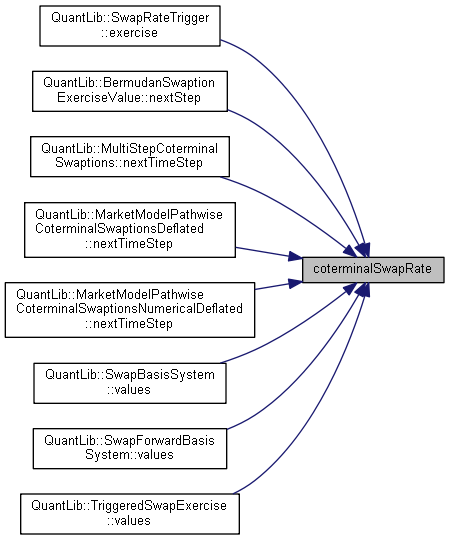 QuantLib::SwapRateTrigger
::exercise
QuantLib::BermudanSwaption
ExerciseValue::nextStep
QuantLib::MultiStepCoterminal
Swaptions::nextTimeStep
QuantLib::MarketModelPathwise
CoterminalSwaptionsDeflated
::nextTimeStep
coterminalSwapRate
QuantLib::MarketModelPathwise
CoterminalSwaptionsNumericalDeflated
::nextTimeStep
QuantLib::SwapBasisSystem
::values
QuantLib::SwapForwardBasis
System::values
QuantLib::TriggeredSwapExercise
::values